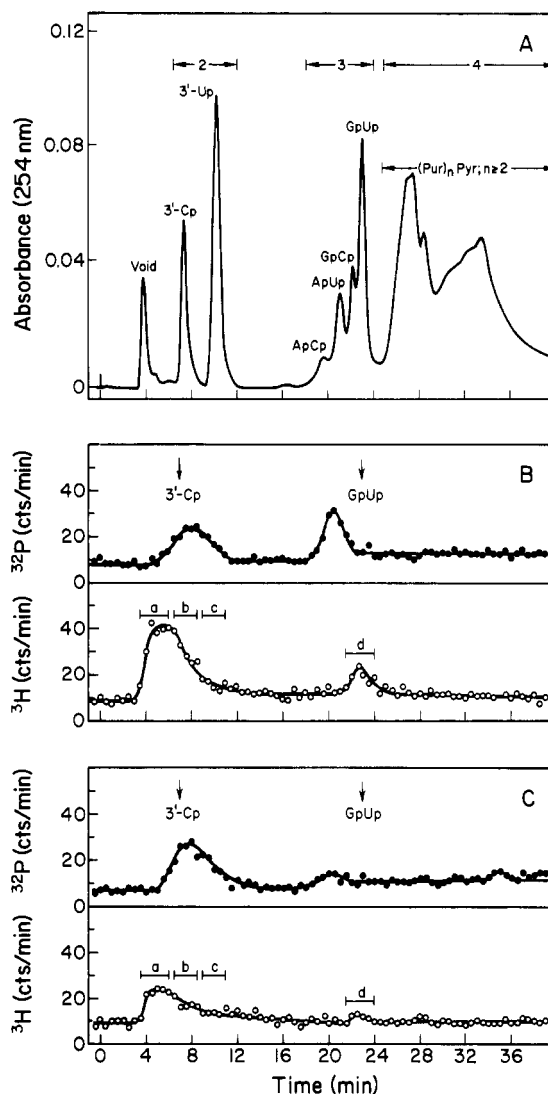 0.12
A
2
3
4
3'-Up
GpUp
0.08
(Pur)n Pyr; n≥2
3'-Cp
GpCp
Void
ApUp
0.04
ApCp
0
Absorbance (254 nm)
B
3'-Cp
GpUp
40
20
0
32P (cts/min)
a
b
c
d
40
20
0
3H (cts/min)
C
3'-Cp
GpUp
40
20
0
32P (cts/min)
a
b
c
d
40
20
0
3H (cts/min)
0 4 8 12 16 20 24 28 32 36
Time (min)